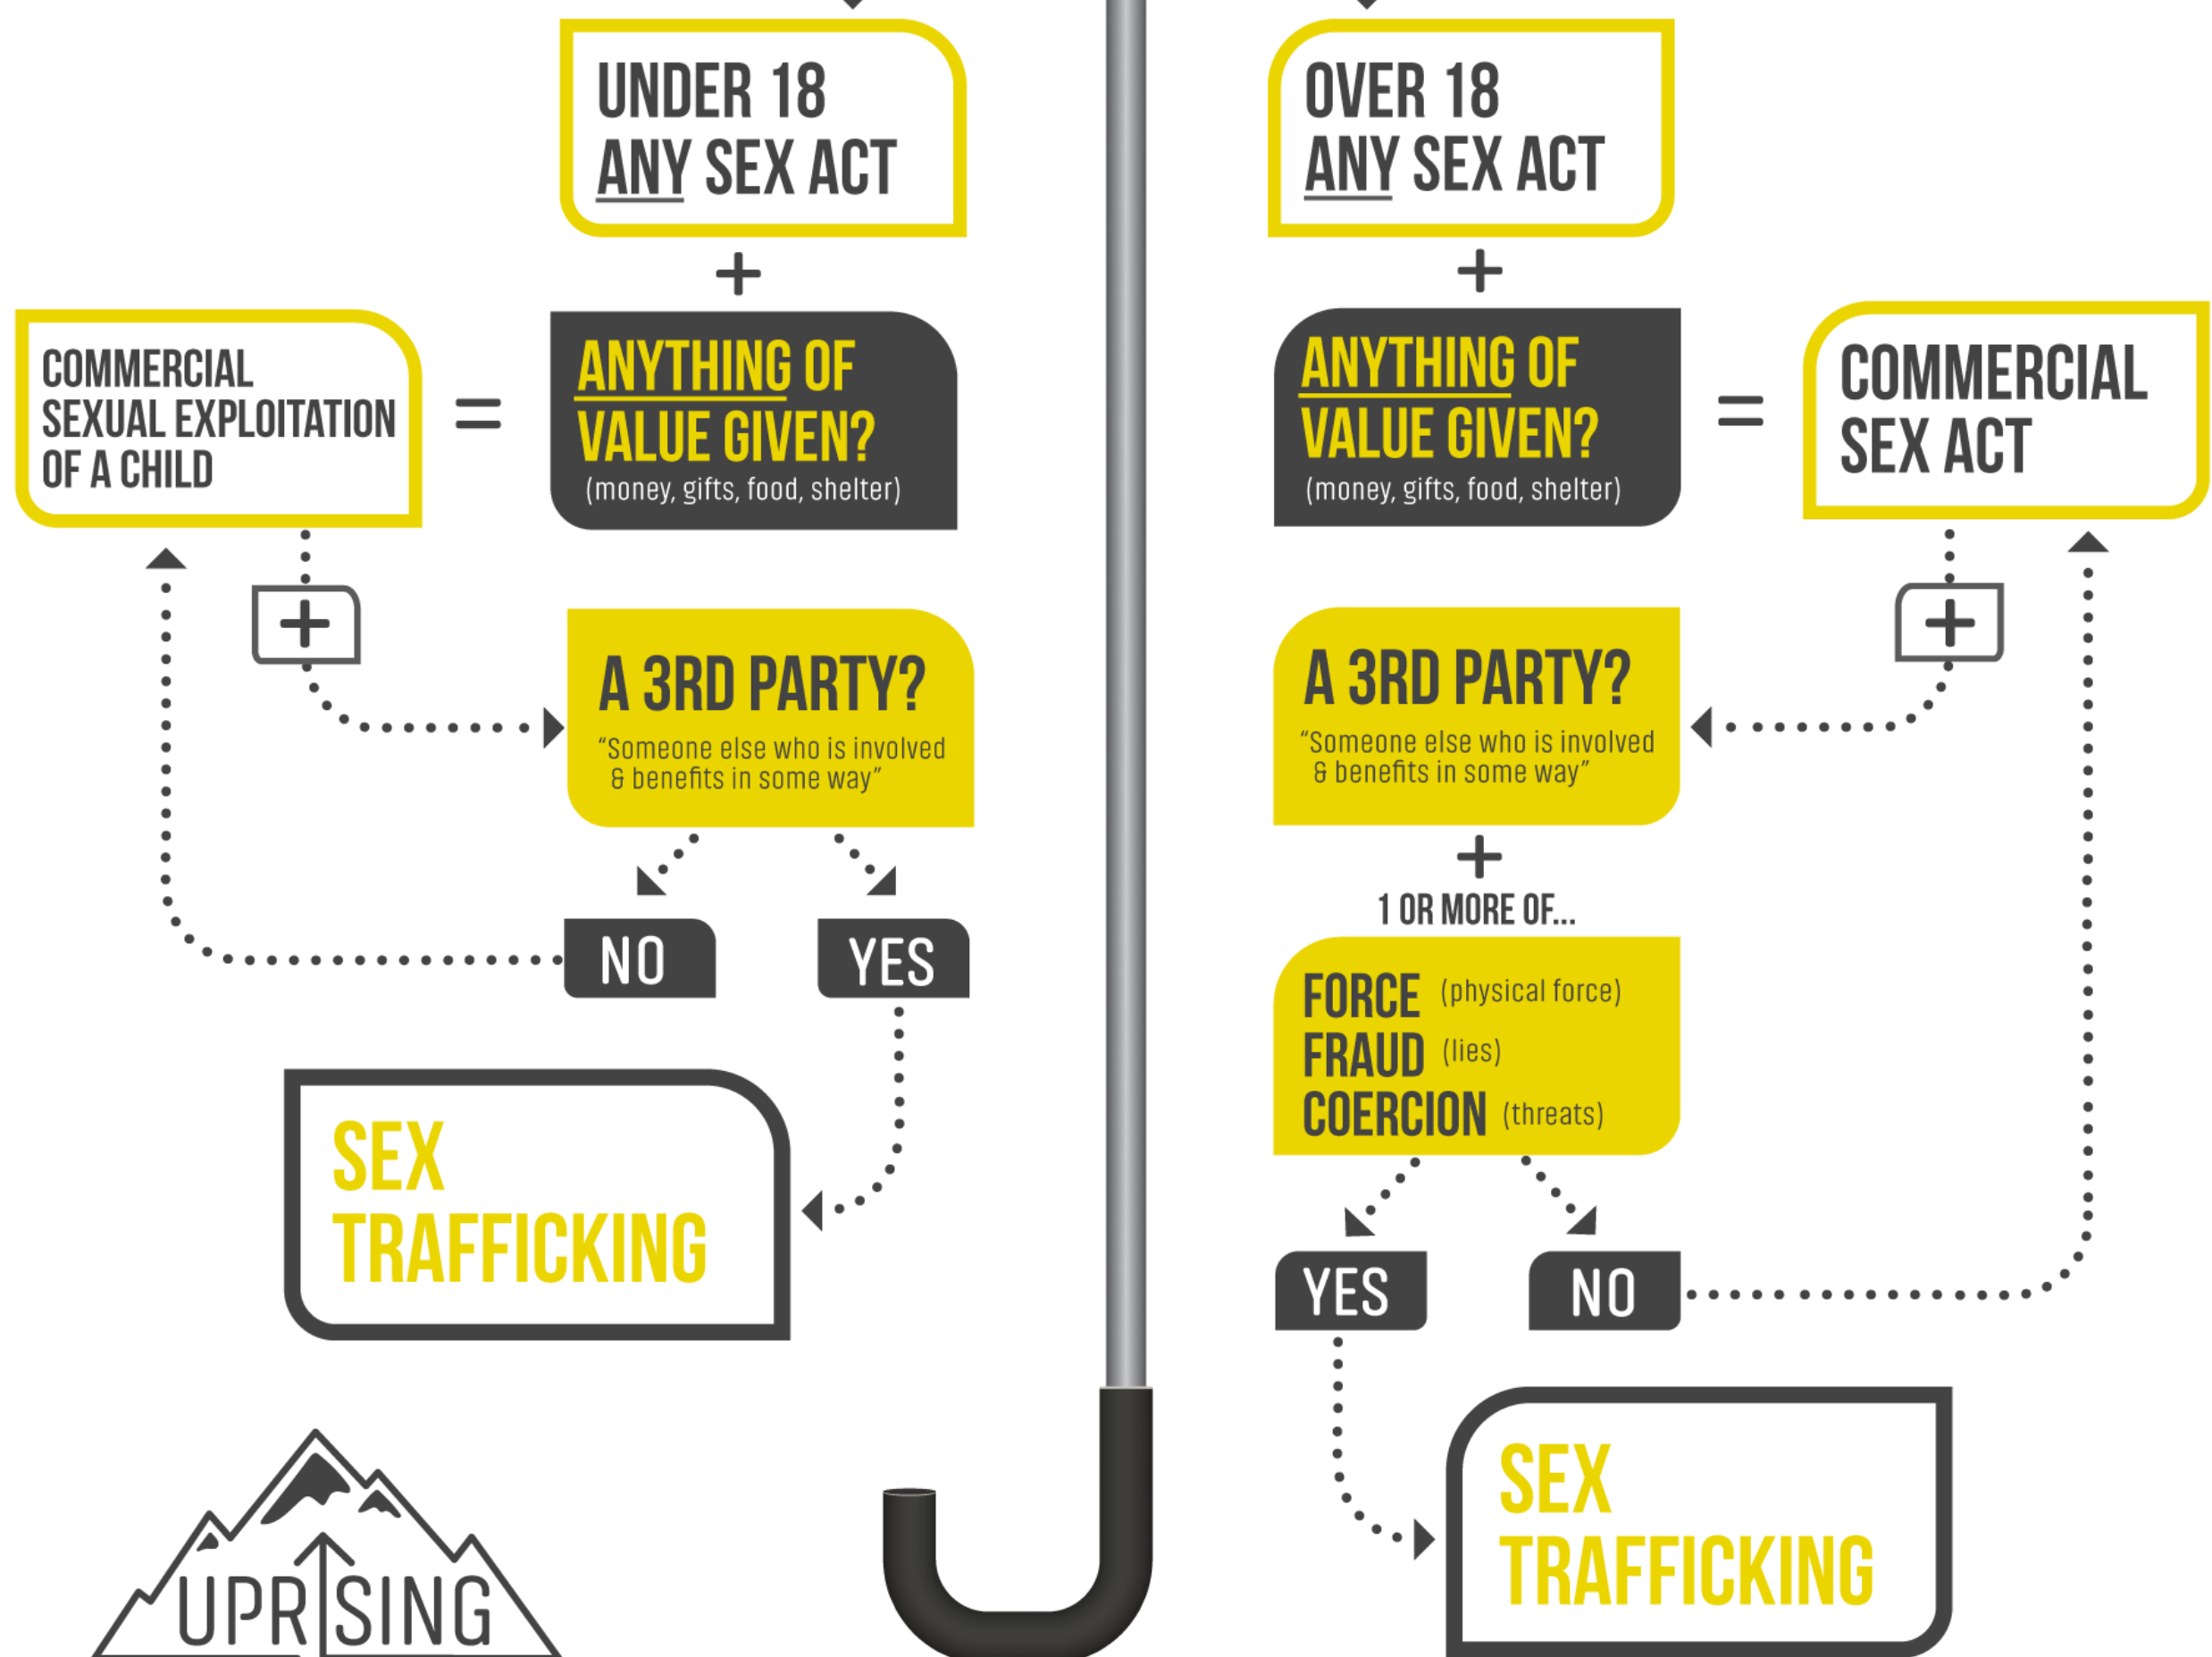 UNDER 18
ANY SEX ACT
+
ANYTHING OF
VALUE GIVEN?
(money, gifts, food, shelter)
=
COMMERCIAL
SEXUAL EXPLOITATION
OF A CHILD
+
A 3RD PARTY?
“Someone else who is involved
& benefits in some way”
NO
YES
SEX
TRAFFICKING
OVER 18
ANY SEX ACT
+
ANYTHING OF
VALUE GIVEN?
(money, gifts, food, shelter)
=
COMMERCIAL
SEX ACT
+
A 3RD PARTY?
“Someone else who is involved
& benefits in some way”
+
1 OR MORE OF...
FORCE (physical force)
FRAUD (lies)
COERCION (threats)
YES
NO
SEX
TRAFFICKING
UPRISING